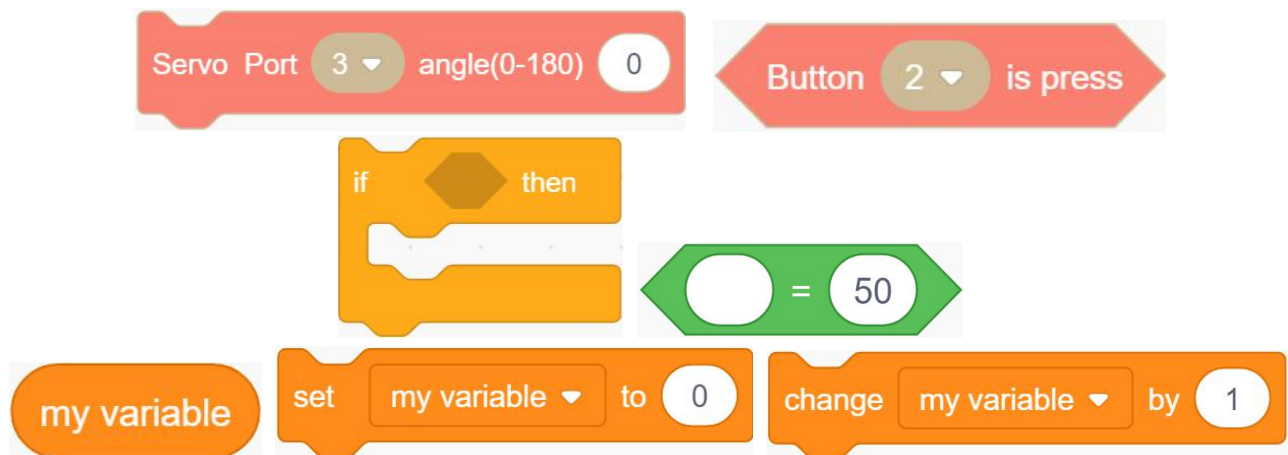 Servo Port 3 angle(0-180) 0
Button 2 is press
if then
= 50
my variable
set my variable to 0
change my variable by 1